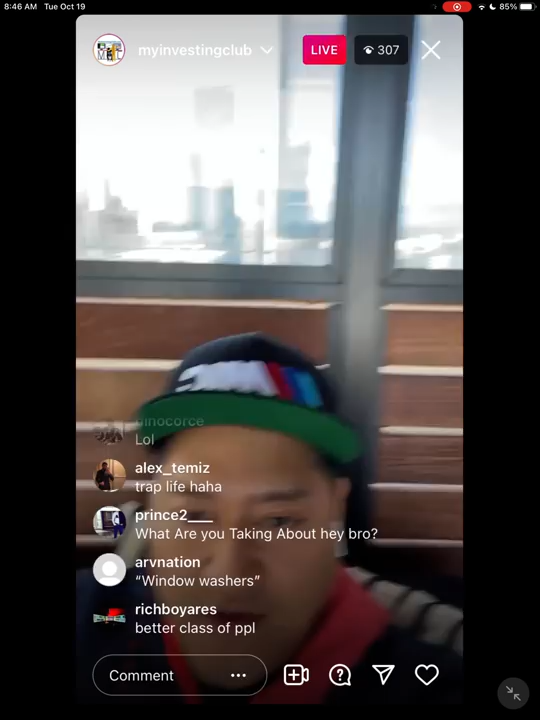 8:46 AM Tue Oct 19
85%
myinvestingclub
LIVE
307
ginocorce
Lol
alex_temiz
trap life haha
prince2___
What Are you Taking About hey bro?
arvnation
“Window washers”
richboyares
better class of ppl
Comment